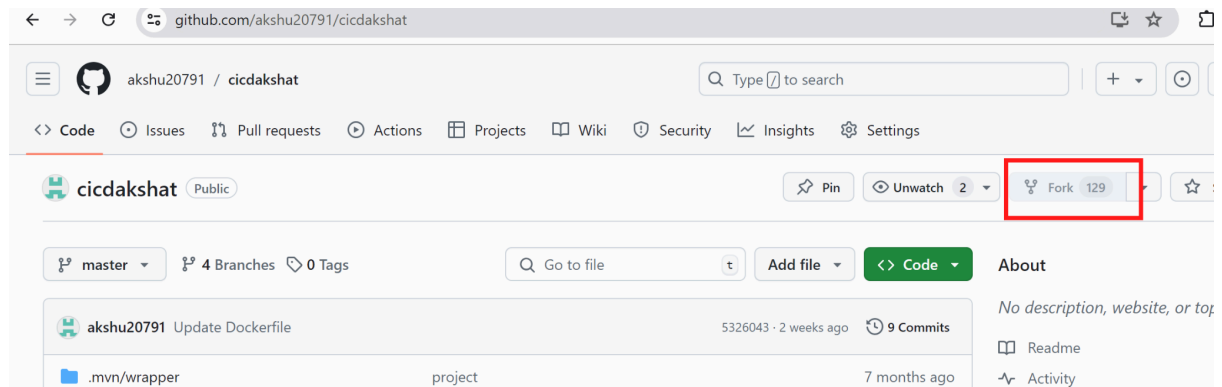 github.com/akshu20791/cicdakshat
akshu20791 / cicdakshat
Type / to search
<> Code Issues Pull requests Actions Projects Wiki Security Insights Settings
cicdakshat Public Pin Unwatch 2 Fork 129
master 4 Branches 0 Tags Go to file t Add file <> Code About
No description, website, or top
akshu20791 Update Dockerfile 5326043 · 2 weeks ago 9 Commits
Readme
.mvn/wrapper project 7 months ago Activity